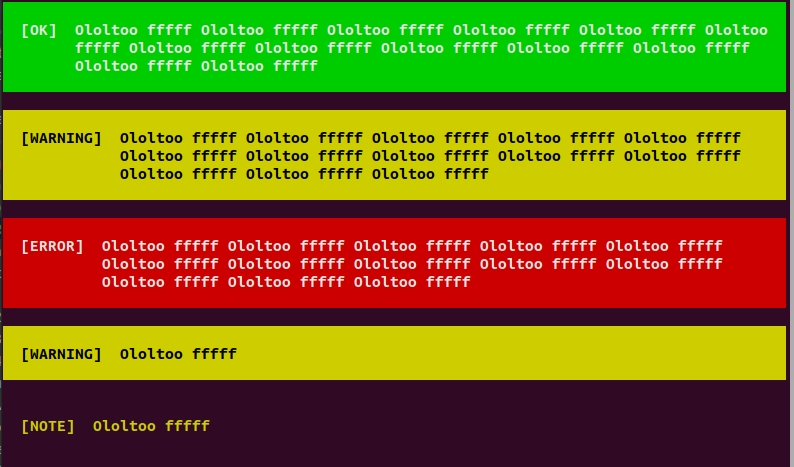 [OK] Ololtoo fffff Ololtoo fffff Ololtoo fffff Ololtoo fffff Ololtoo fffff Ololtoo
fffff Ololtoo fffff Ololtoo fffff Ololtoo fffff Ololtoo fffff Ololtoo fffff
Ololtoo fffff Ololtoo fffff
[WARNING] Ololtoo fffff Ololtoo fffff Ololtoo fffff Ololtoo fffff Ololtoo fffff
Ololtoo fffff Ololtoo fffff Ololtoo fffff Ololtoo fffff Ololtoo fffff
Ololtoo fffff Ololtoo fffff Ololtoo fffff
[ERROR] Ololtoo fffff Ololtoo fffff Ololtoo fffff Ololtoo fffff Ololtoo fffff
Ololtoo fffff Ololtoo fffff Ololtoo fffff Ololtoo fffff Ololtoo fffff
Ololtoo fffff Ololtoo fffff Ololtoo fffff
[WARNING] Ololtoo fffff
[NOTE] Ololtoo fffff